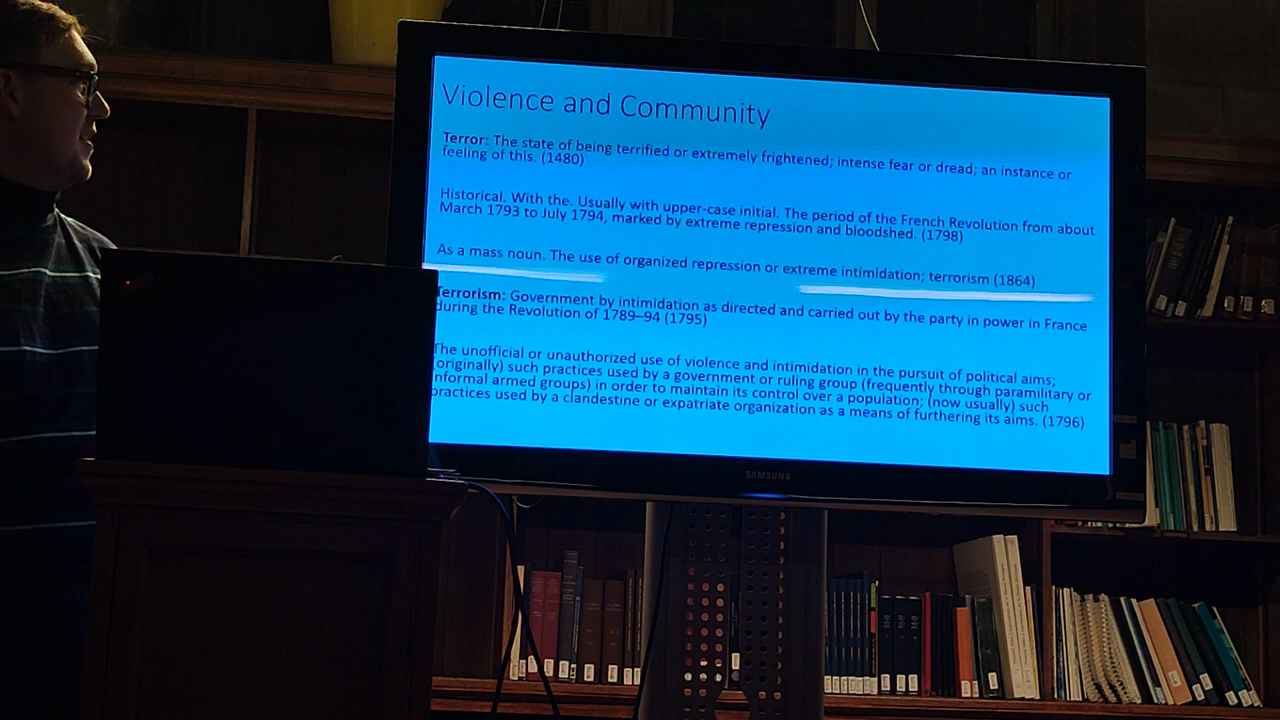 Violence and Community
Terror: The state of being terrified or extremely frightened; intense fear or dread; an instance or
feeling of this. (1480)
Historical. With the. Usually with upper-case initial. The period of the French Revolution from about
March 1793 to July 1794, marked by extreme repression and bloodshed. (1798)
As a mass noun. The use of organized repression or extreme intimidation; terrorism (1864)
Terrorism: Government by intimidation as directed and carried out by the party in power in France
during the Revolution of 1789–94 (1795)
The unofficial or unauthorized use of violence and intimidation in the pursuit of political aims;
(originally) such practices used by a government or ruling group (frequently through paramilitary or
informal armed groups) in order to maintain its control over a population; (now usually) such
practices used by a clandestine or expatriate organization as a means of furthering its aims. (1796)
SAMSUNG